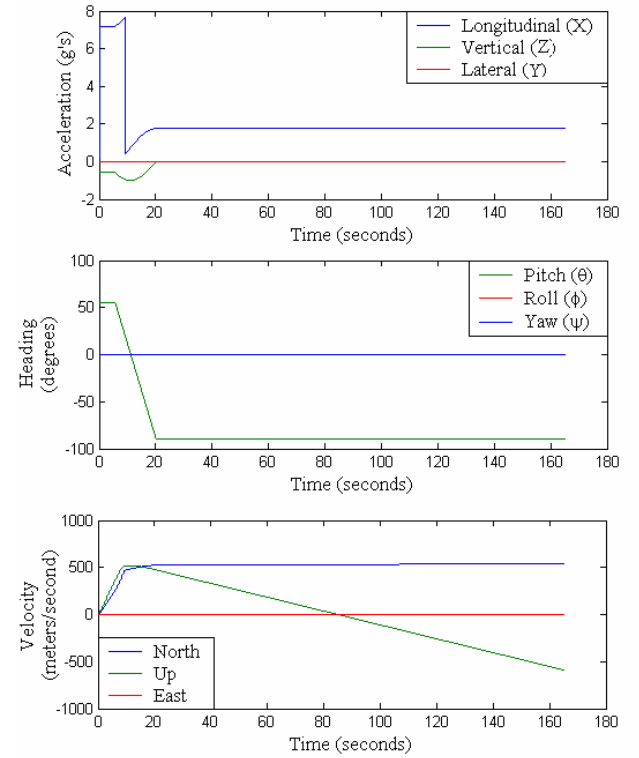 8
6
4
2
0
-2
Acceleration (g's)
Longitudinal (X)
Vertical (Z)
Lateral (Y)
0 20 40 60 80 100 120 140 160 180
Time (seconds)
100
50
0
-50
-100
Heading
(degrees)
Pitch (θ)
Roll (ϕ)
Yaw (ψ)
0 20 40 60 80 100 120 140 160 180
Time (seconds)
1000
500
0
-500
-1000
Velocity
(meters/second)
North
Up
East
0 20 40 60 80 100 120 140 160 180
Time (seconds)